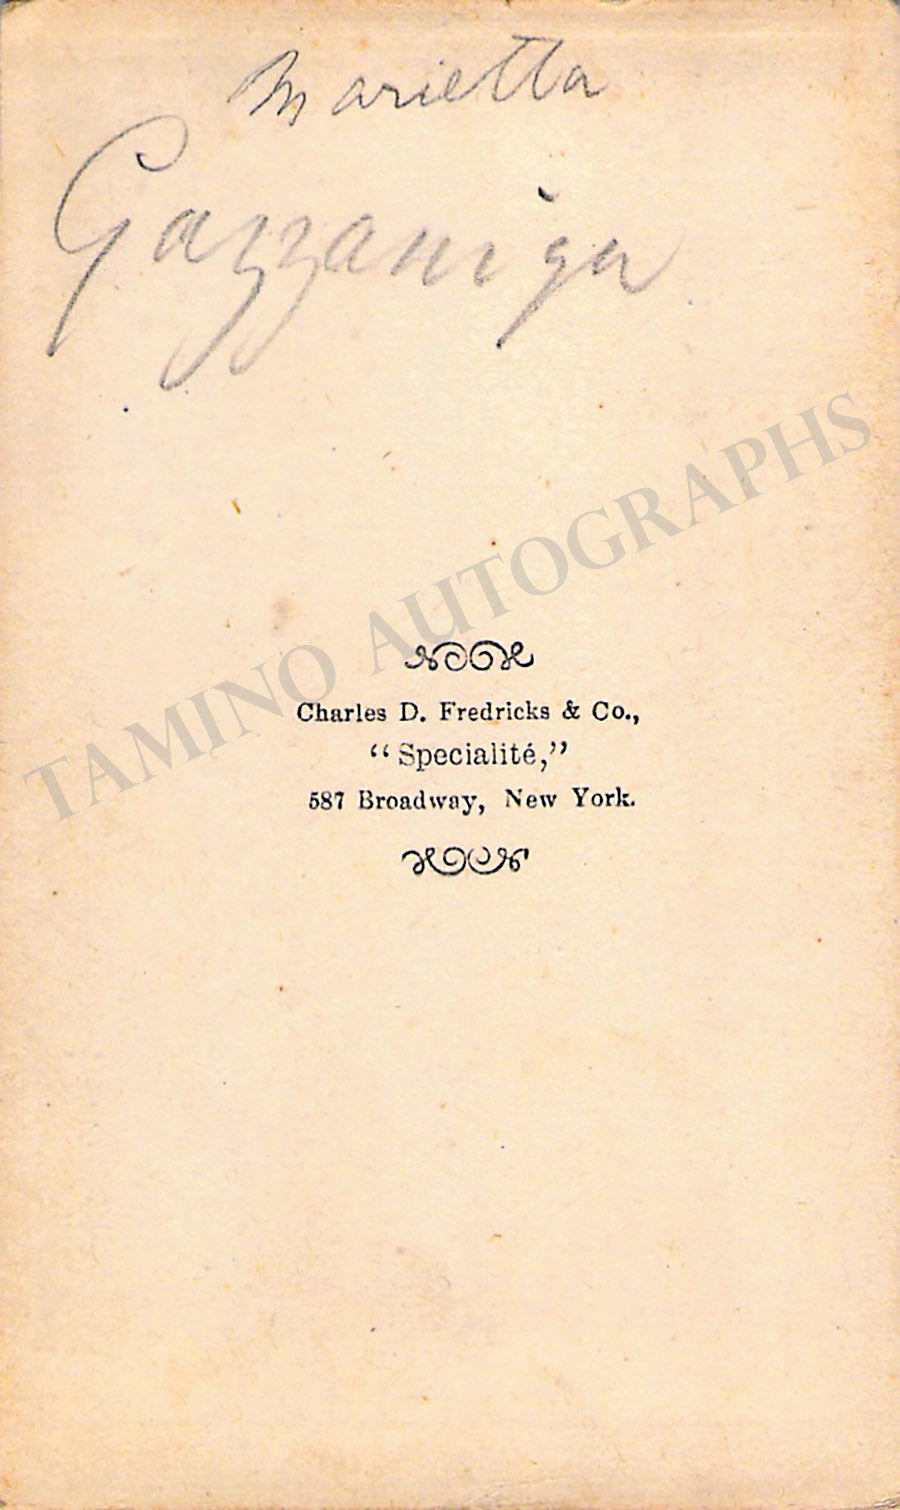 Marietta
Gazzaniga
TAMINO AUTOGRAPHS
Charles D. Fredricks & Co.,
“Specialité,”
587 Broadway, New York.